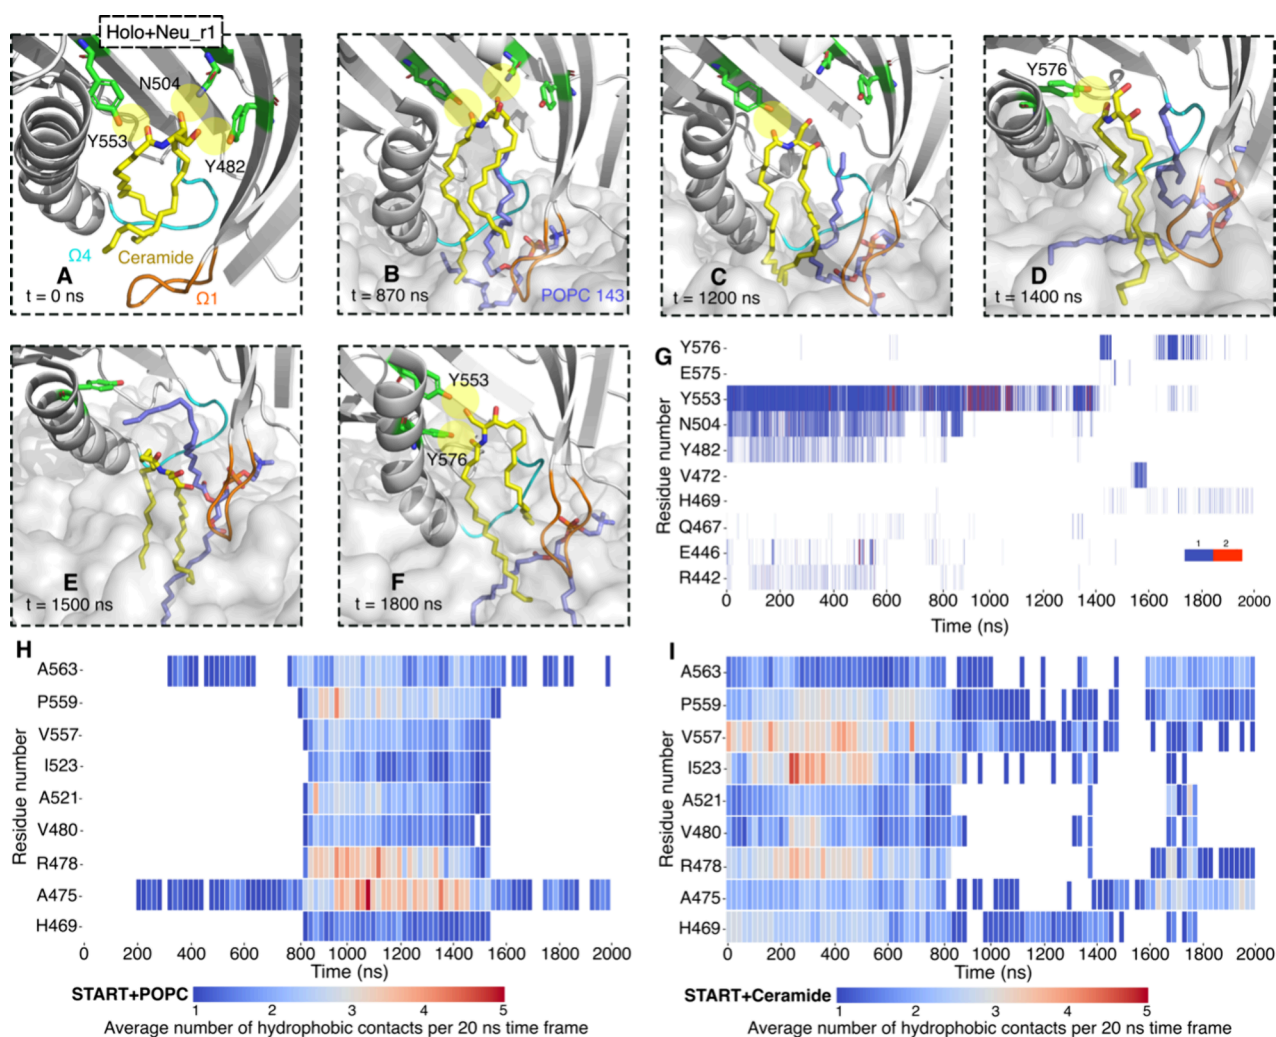 Holo+Neu_r1
N504
Y553
Y482
Ω4
Ceramide
A
t = 0 ns
Ω1
B
t = 870 ns
POPC 143
C
t = 1200 ns
Y576
D
t = 1400 ns
E
t = 1500 ns
Y553
Y576
F
t = 1800 ns
G
Residue number
Y576
E575
Y553
N504
Y482
V472
H469
Q467
E446
R442
1 2
0 200 400 600 800 1000 1200 1400 1600 2000
Time (ns)
H
Residue number
A563
P559
V557
I523
A521
V480
R478
A475
H469
0 200 400 600 800 1000 1200 1400 1600 2000
Time (ns)
START+POPC
1 2 3 4 5
Average number of hydrophobic contacts per 20 ns time frame
I
Residue number
A563
P559
V557
I523
A521
V480
R478
A475
H469
0 200 400 600 800 1000 1200 1400 1600 2000
Time (ns)
START+Ceramide
1 2 3 4 5
Average number of hydrophobic contacts per 20 ns time frame